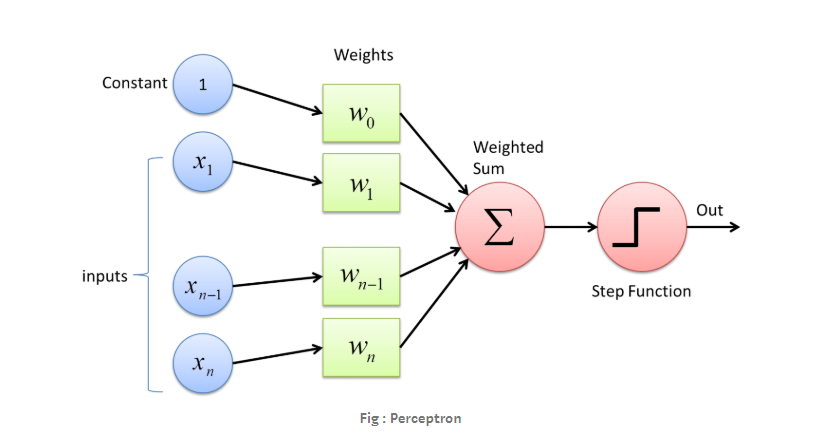 Weights
Constant
1
w0
x1
w1
Weighted
Sum
Σ
Out
inputs
xn−1
wn−1
Step Function
xn
wn
Fig : Perceptron